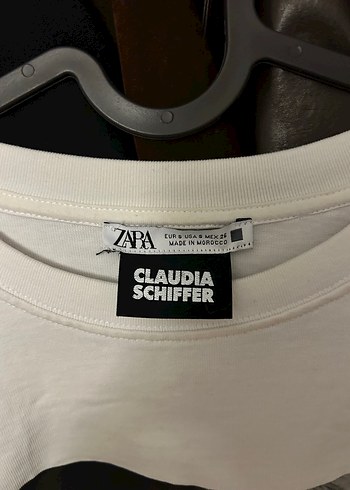 ZARA
EUR S USA S MEX 26
MADE IN MOROCCO
CLAUDIA
SCHIFFER